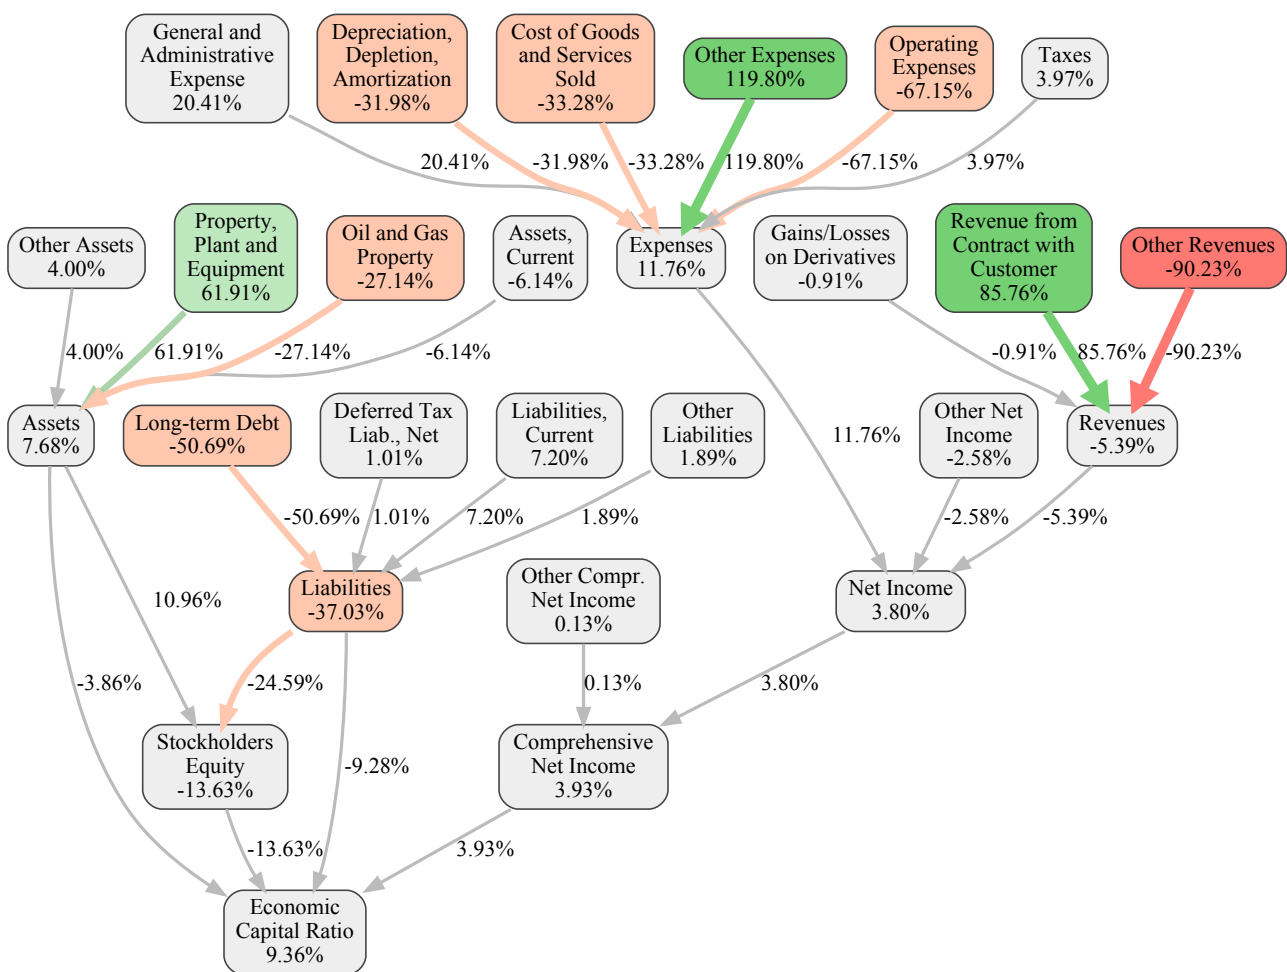 General and
Administrative
Expense
20.41%
Depreciation,
Depletion,
Amortization
-31.98%
Cost of Goods
and Services
Sold
-33.28%
Other Expenses
119.80%
Operating
Expenses
-67.15%
Taxes
3.97%
20.41%
-31.98%
-33.28%
119.80%
-67.15%
3.97%
Other Assets
4.00%
Property,
Plant and
Equipment
61.91%
Oil and Gas
Property
-27.14%
Assets,
Current
-6.14%
Expenses
11.76%
Gains/Losses
on Derivatives
-0.91%
Revenue from
Contract with
Customer
85.76%
Other Revenues
-90.23%
4.00%
61.91%
-27.14%
-6.14%
-0.91%
85.76%
-90.23%
Assets
7.68%
Long-term Debt
-50.69%
Deferred Tax
Liab., Net
1.01%
Liabilities,
Current
7.20%
Other
Liabilities
1.89%
11.76%
Other Net
Income
-2.58%
Revenues
-5.39%
-50.69%
1.01%
7.20%
1.89%
-2.58%
-5.39%
10.96%
Liabilities
-37.03%
Other Compr.
Net Income
0.13%
Net Income
3.80%
-3.86%
-24.59%
0.13%
3.80%
Stockholders
Equity
-13.63%
-9.28%
Comprehensive
Net Income
3.93%
-13.63%
3.93%
Economic
Capital Ratio
9.36%